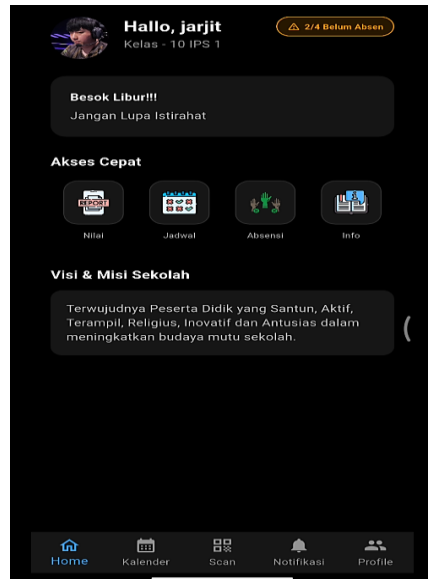 Hallo, jarjit
Kelas - 10 IPS 1
2/4 Belum Absen
Besok Libur!!!
Jangan Lupa Istirahat
Akses Cepat
REPORT
Nilai
Jadwal
Absensi
Info
Visi & Misi Sekolah
Terwujudnya Peserta Didik yang Santun, Aktif,
Terampil, Religius, Inovatif dan Antusias dalam
meningkatkan budaya mutu sekolah.
Home
Kalender
Scan
Notifikasi
Profile